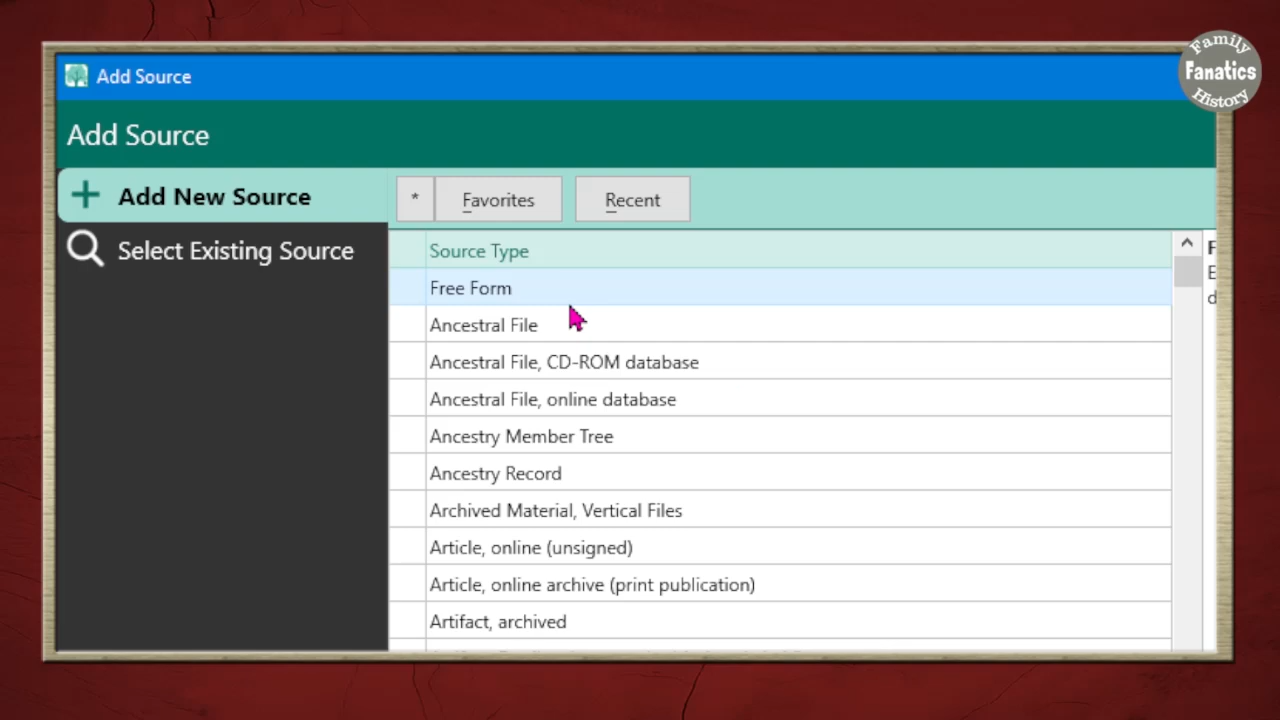 Family
Fanatics
History
Add Source
Add Source
Add New Source
Select Existing Source
* Favorites Recent
Source Type
Free Form
Ancestral File
Ancestral File, CD-ROM database
Ancestral File, online database
Ancestry Member Tree
Ancestry Record
Archived Material, Vertical Files
Article, online (unsigned)
Article, online archive (print publication)
Artifact, archived